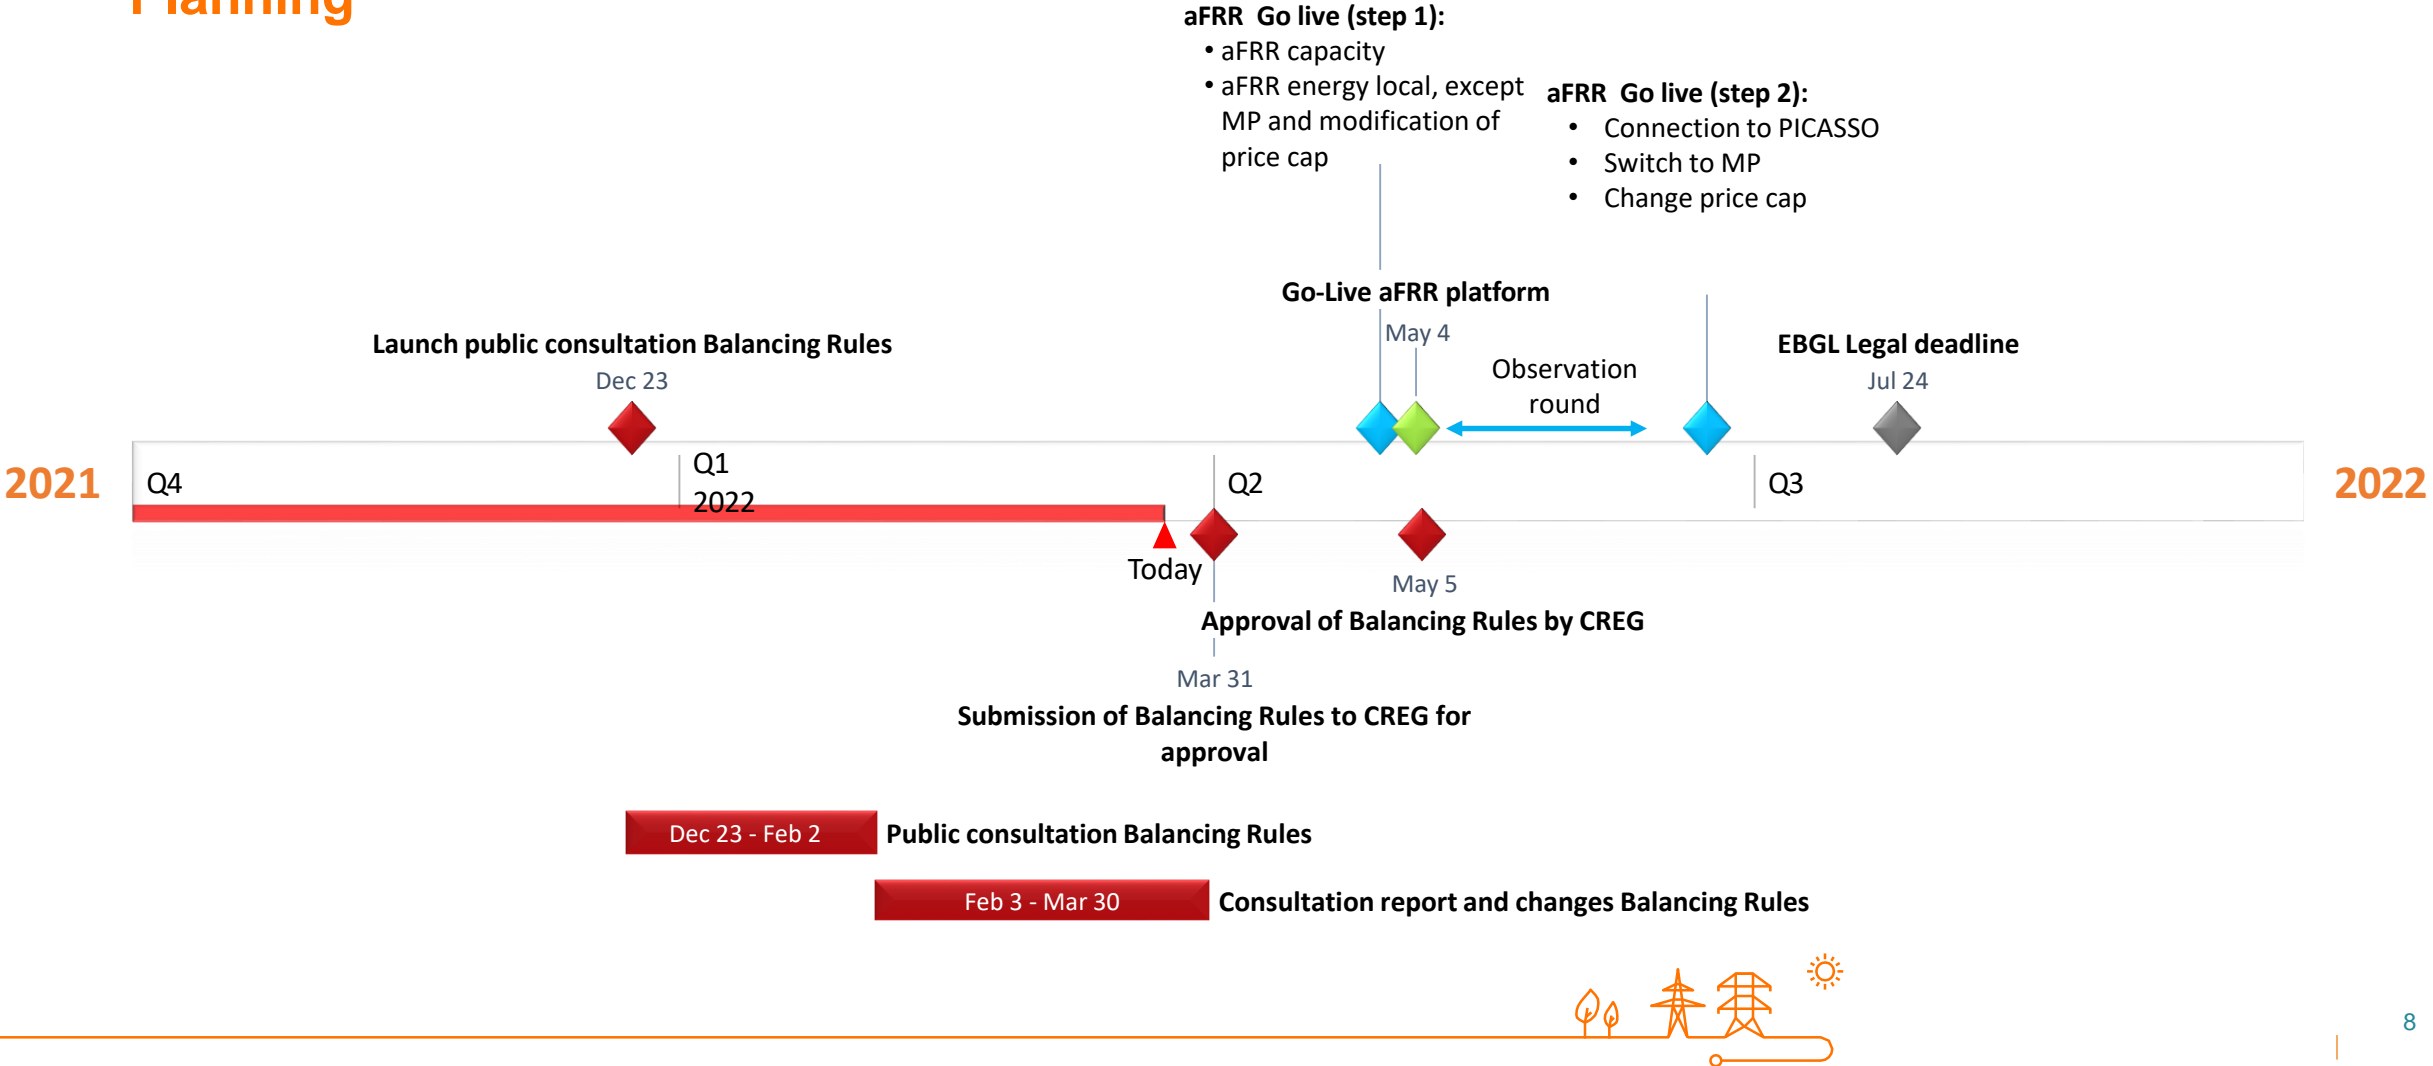 Planning
aFRR Go live (step 1):
• aFRR capacity
• aFRR energy local, except
MP and modification of
price cap
aFRR Go live (step 2):
• Connection to PICASSO
• Switch to MP
• Change price cap
Go-Live aFRR platform
May 4
Launch public consultation Balancing Rules
Dec 23
Observation
round
EBGL Legal deadline
Jul 24
2021
Q4
Q1
2022
Q2
Q3
2022
Today
May 5
Approval of Balancing Rules by CREG
Mar 31
Submission of Balancing Rules to CREG for
approval
Dec 23 - Feb 2
Public consultation Balancing Rules
Feb 3 - Mar 30
Consultation report and changes Balancing Rules
8